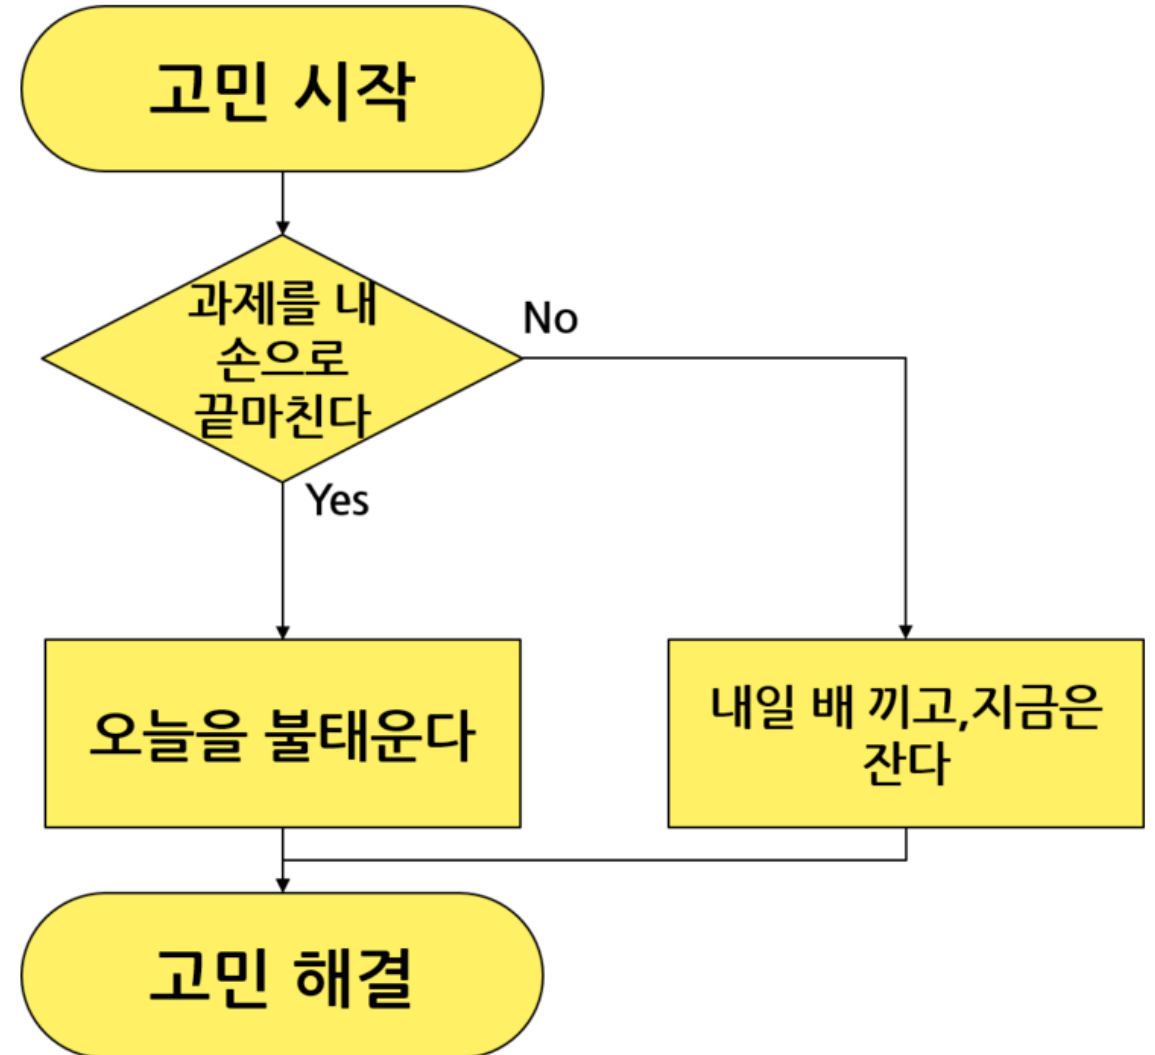 고민 시작
과제를 내
손으로
끝마친다
No
Yes
오늘을 불태운다
내일 배 끼고,지금은
잔다
고민 해결